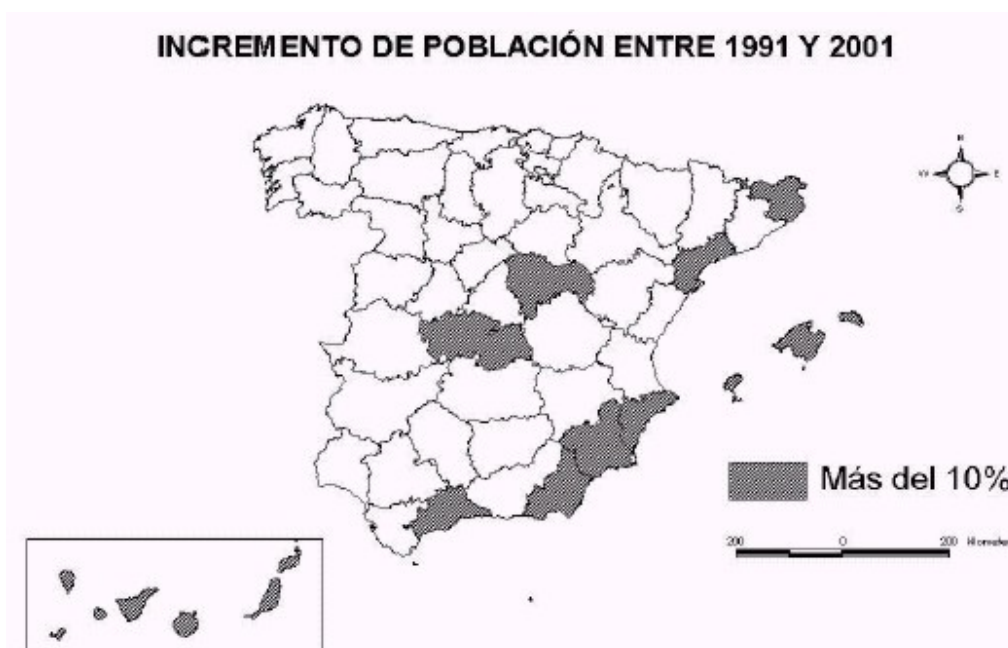 INCREMENTO DE POBLACIÓN ENTRE 1991 Y 2001
N
W E
S
Más del 10%
200 0 200